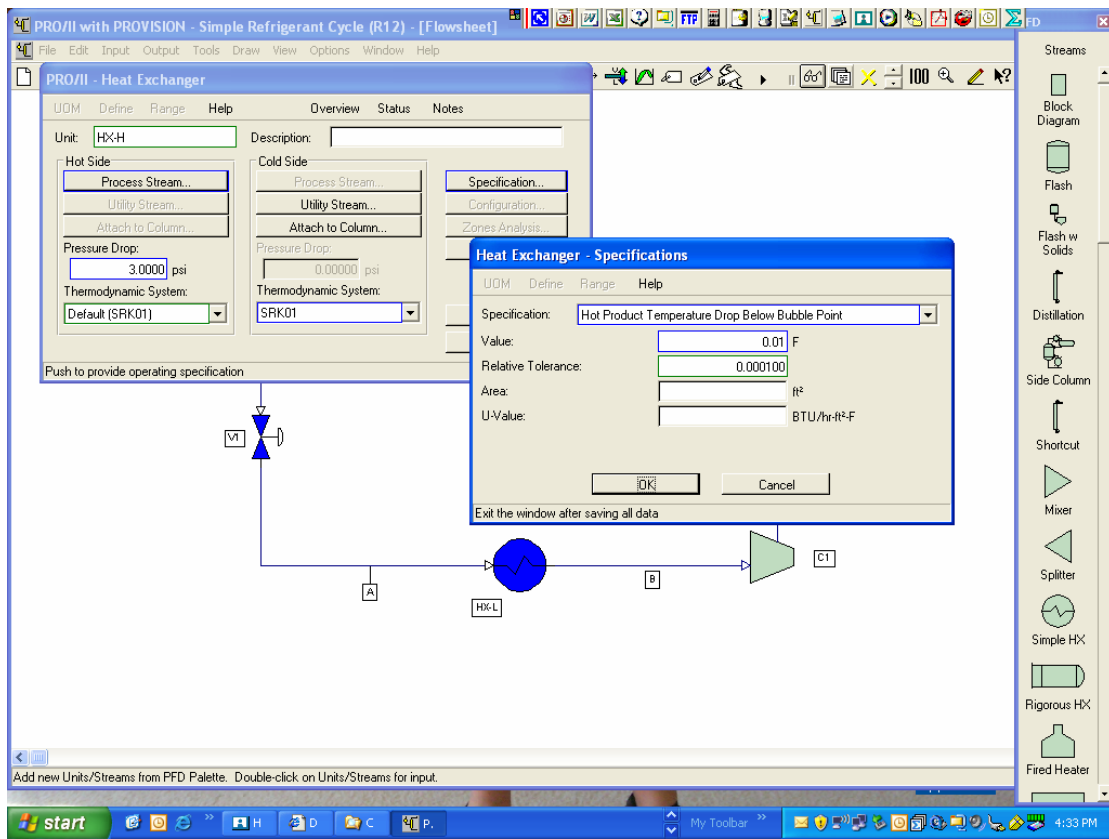 PRO/II with PROVISION - Simple Refrigerant Cycle (R12) - [Flowsheet]
File Edit Input Output Tools Draw View Options Window Help
FTP
PFD
PRO/II - Heat Exchanger
UOM Define Range Help Overview Status Notes
Unit: HX-H Description:
Hot Side
Process Stream...
Utility Stream...
Attach to Column...
Pressure Drop:
3.0000 psi
Thermodynamic System:
Default (SRK01)
Cold Side
Process Stream...
Utility Stream...
Attach to Column...
Pressure Drop:
0.00000 psi
Thermodynamic System:
SRK01
Specification...
Configuration...
Zones Analysis...
Push to provide operating specification
Heat Exchanger - Specifications
UOM Define Range Help
Specification: Hot Product Temperature Drop Below Bubble Point
Value: 0.01 F
Relative Tolerance: 0.000100
Area: ft²
U-Value: BTU/hr-ft²-F
OK Cancel
Exit the window after saving all data
V1
A
HX-L
B
C1
Streams
Block
Diagram
Flash
Flash w
Solids
Distillation
Side Column
Shortcut
Mixer
Splitter
Simple HX
Rigorous HX
Fired Heater
Add new Units/Streams from PFD Palette. Double-click on Units/Streams for input.
start H D C P. My Toolbar 4:33 PM